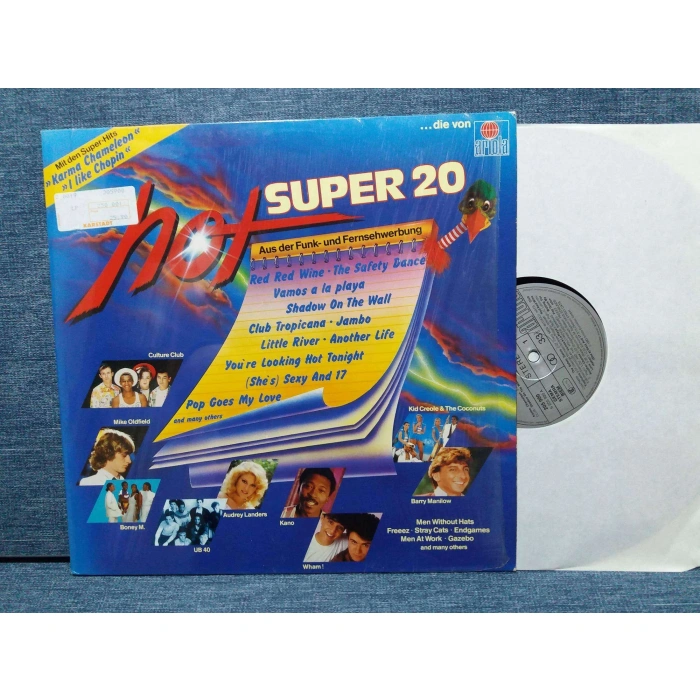 ...die von
ariola
Mit den Super-Hits
»Karma Chameleon«
»I like Chopin«
hot
SUPER 20
Aus der Funk- und Fernsehwerbung
Red Red Wine · The Safety Dance
Vamos a la playa
Shadow On The Wall
Club Tropicana · Jambo
Little River · Another Life
You're Looking Hot Tonight
(She's) Sexy And 17
Pop Goes My Love
and many others
Culture Club
Mike Oldfield
Boney M.
UB 40
Audrey Landers
Kano
Wham!
Kid Creole & The Coconuts
Barry Manilow
Men Without Hats
Freeez · Stray Cats · Endgames
Men At Work · Gazebo
and many others
STEREO
33
1